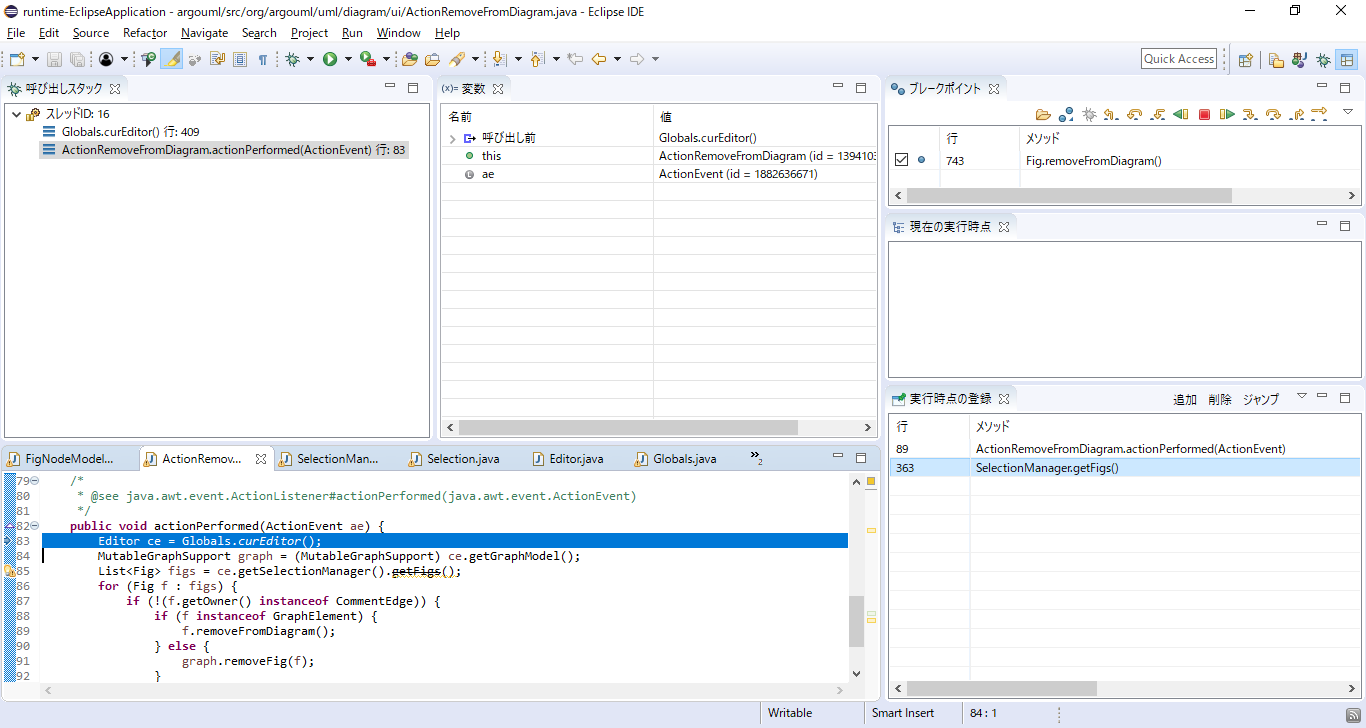 runtime-EclipseApplication - argouml/src/org/argouml/uml/diagram/ui/ActionRemoveFromDiagram.java - Eclipse IDE
File Edit Source Refactor Navigate Search Project Run Window Help
Quick Access
呼び出しスタック
スレッドID: 16
Globals.curEditor() 行: 409
ActionRemoveFromDiagram.actionPerformed(ActionEvent) 行: 83
(x)= 変数
名前 値
呼び出し前 Globals.curEditor()
this ActionRemoveFromDiagram (id = 1394103
ae ActionEvent (id = 1882636671)
ブレークポイント
行 メソッド
743 Fig.removeFromDiagram()
現在の実行時点
実行時点の登録 追加 削除 ジャンプ
行 メソッド
89 ActionRemoveFromDiagram.actionPerformed(ActionEvent)
363 SelectionManager.getFigs()
FigNodeModel... ActionRemov... SelectionMan... Selection.java Editor.java Globals.java »2
79 /*
80 * @see java.awt.event.ActionListener#actionPerformed(java.awt.event.ActionEvent)
81 */
82 public void actionPerformed(ActionEvent ae) {
83 Editor ce = Globals.curEditor();
84 MutableGraphSupport graph = (MutableGraphSupport) ce.getGraphModel();
85 List<Fig> figs = ce.getSelectionManager().getFigs();
86 for (Fig f : figs) {
87 if (!(f.getOwner() instanceof CommentEdge)) {
88 if (f instanceof GraphElement) {
89 f.removeFromDiagram();
90 } else {
91 graph.removeFig(f);
92 }
Writable Smart Insert 84 : 1